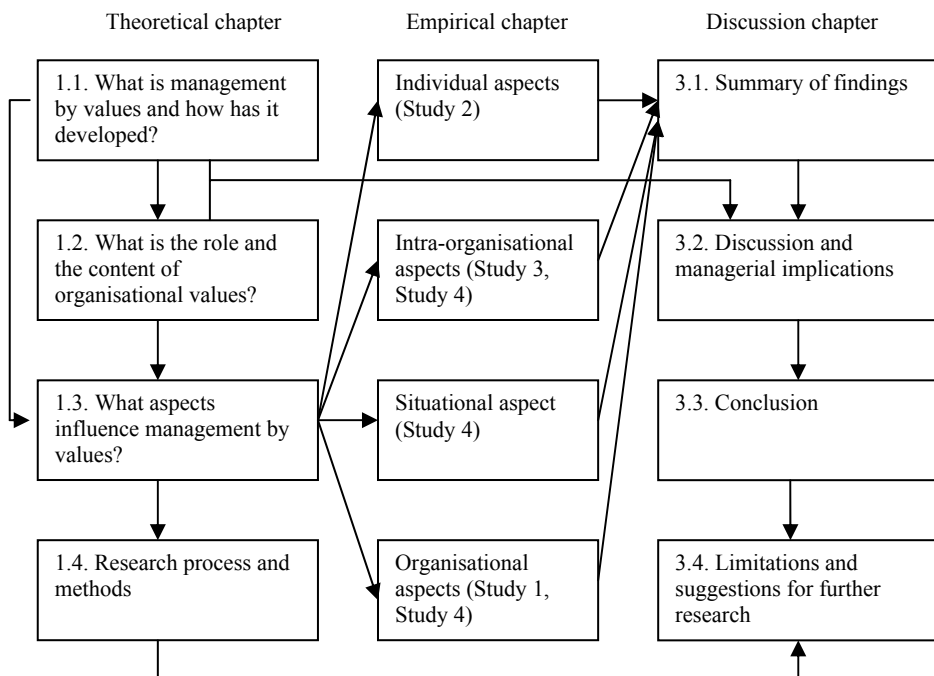 Theoretical chapter
Empirical chapter
Discussion chapter
1.1. What is management
by values and how has it
developed?
Individual aspects
(Study 2)
3.1. Summary of findings
1.2. What is the role and
the content of
organisational values?
Intra-organisational
aspects (Study 3,
Study 4)
3.2. Discussion and
managerial implications
1.3. What aspects
influence management by
values?
Situational aspect
(Study 4)
3.3. Conclusion
1.4. Research process and
methods
Organisational
aspects (Study 1,
Study 4)
3.4. Limitations and
suggestions for further
research